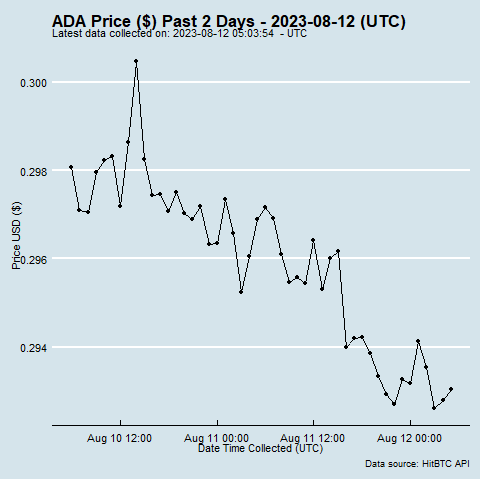 ADA Price ($) Past 2 Days - 2023-08-12 (UTC)
Latest data collected on: 2023-08-12 05:03:54  - UTC
0.300
0.298
0.296
0.294
Price USD ($)
Aug 10 12:00
Aug 11 00:00
Aug 11 12:00
Aug 12 00:00
Date Time Collected (UTC)
Data source: HitBTC API